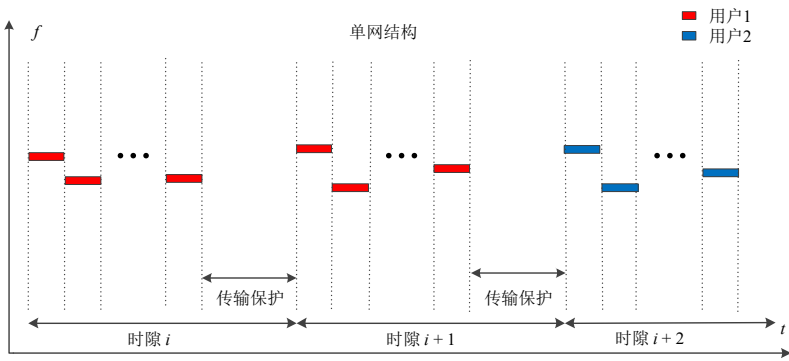 f
单网结构
用户1
用户2
•••
•••
•••
传输保护
传输保护
时隙 i
时隙 i + 1
时隙 i + 2
t